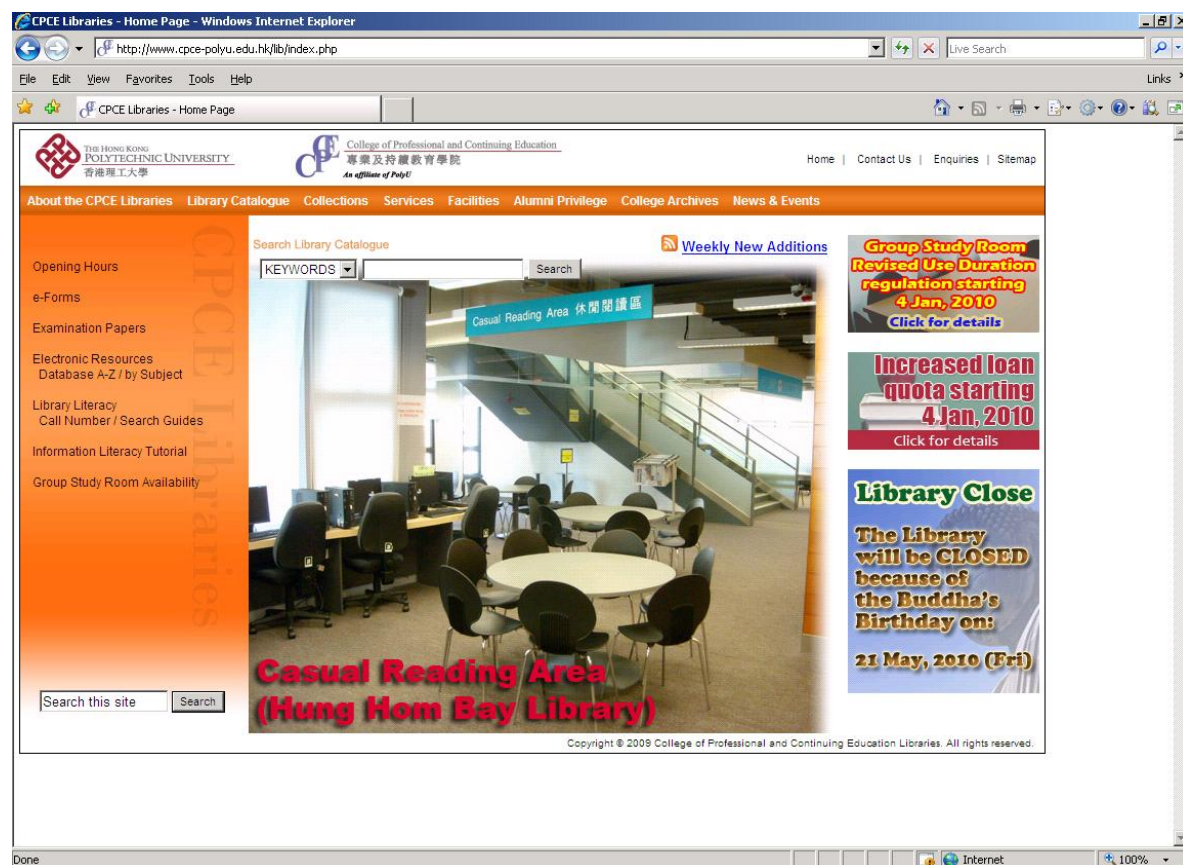 CPCE Libraries - Home Page - Windows Internet Explorer
http://www.cpce-polyu.edu.hk/lib/index.php
Live Search
File Edit View Favorites Tools Help
Links
CPCE Libraries - Home Page
THE HONG KONG
POLYTECHNIC UNIVERSITY
香港理工大學
CPCE
College of Professional and Continuing Education
專業及持續教育學院
An affiliate of PolyU
Home | Contact Us | Enquiries | Sitemap
About the CPCE Libraries Library Catalogue Collections Services Facilities Alumni Privilege College Archives News & Events
CPCE Libraries
Opening Hours
e-Forms
Examination Papers
Electronic Resources
Database A-Z / by Subject
Library Literacy
Call Number / Search Guides
Information Literacy Tutorial
Group Study Room Availability
Search this site Search
Search Library Catalogue
Weekly New Additions
KEYWORDS Search
Casual Reading Area 休閒閱讀區
Casual Reading Area
(Hung Hom Bay Library)
Group Study Room
Revised Use Duration
regulation starting
4 Jan, 2010
Click for details
Increased loan
quota starting
4 Jan, 2010
Click for details
Library Close
The Library
will be CLOSED
because of
the Buddha's
Birthday on:
21 May, 2010 (Fri)
Copyright © 2009 College of Professional and Continuing Education Libraries. All rights reserved.
Done
Internet
100%